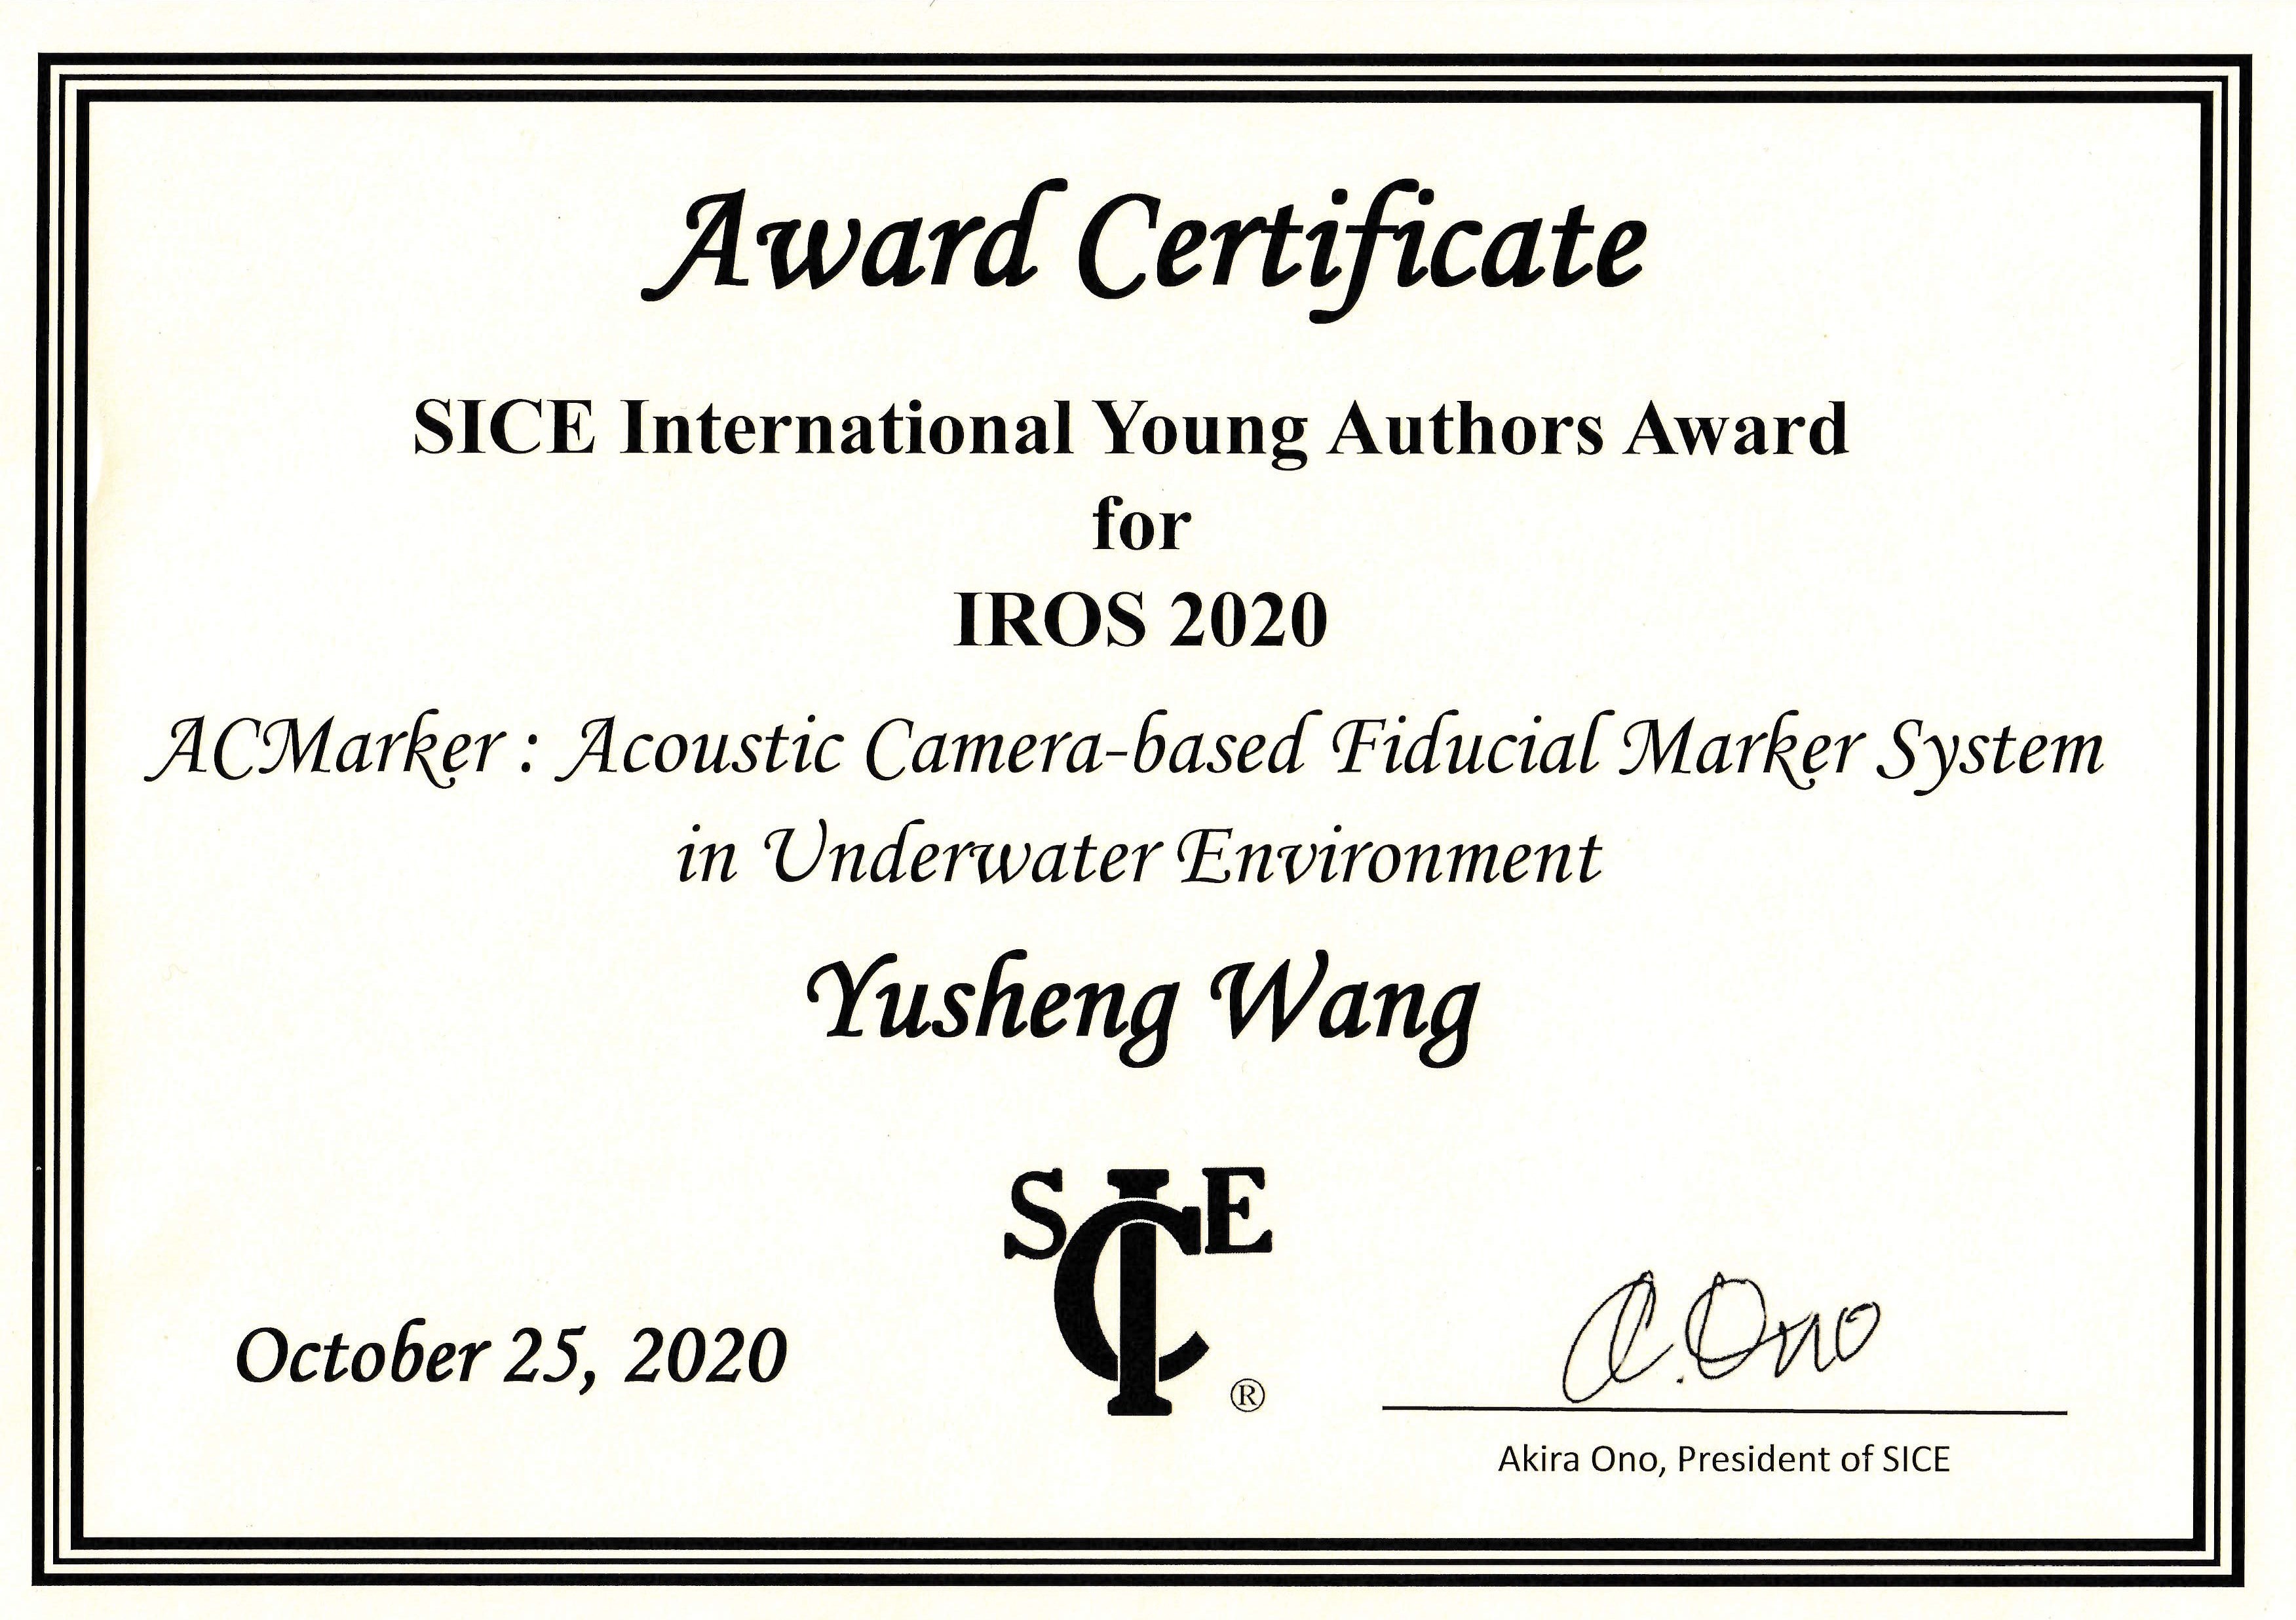 Award Certificate
SICE International Young Authors Award
for
IROS 2020
ACMarker : Acoustic Camera-based Fiducial Marker System
in Underwater Environment
Yusheng Wang
SICE
®
October 25, 2020
A. Ono
Akira Ono, President of SICE